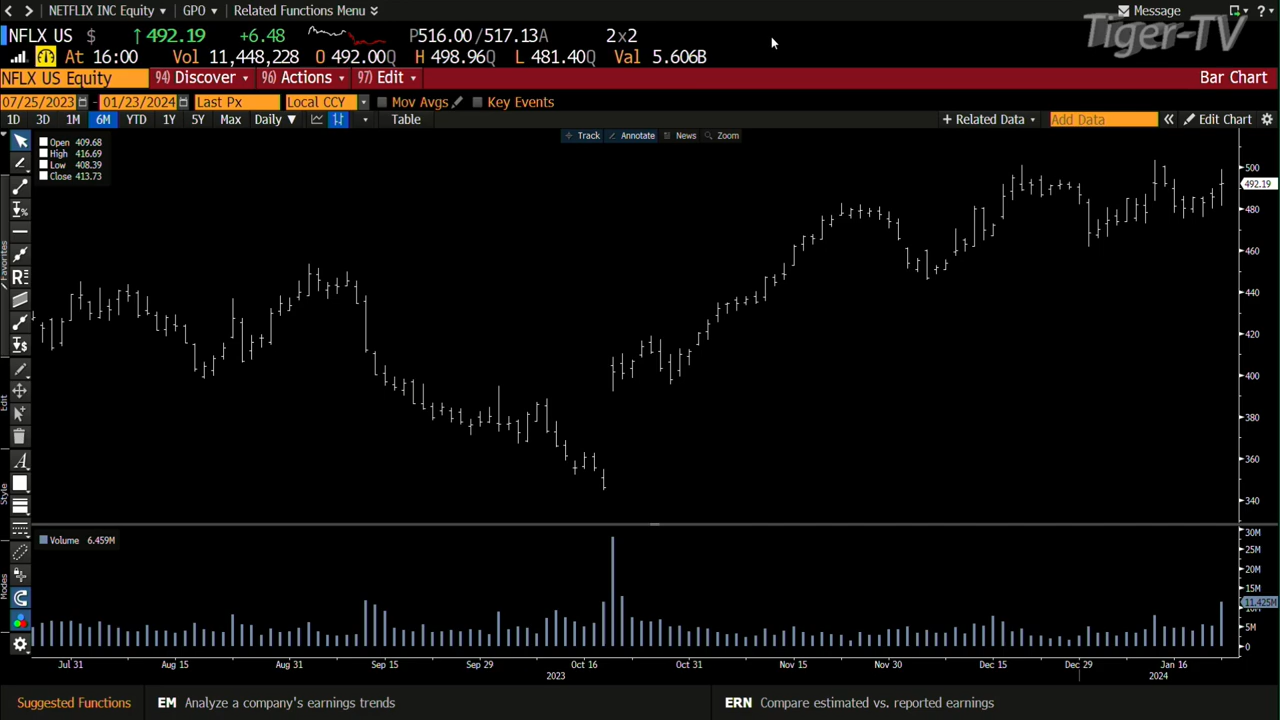 NETFLIX INC Equity GPO Related Functions Menu Message ?
Tiger-TV
NFLX US $ ↑ 492.19 +6.48 P516.00 /517.13A 2x2
At 16:00 Vol 11,448,228 O 492.00Q H 498.96Q L 481.40Q Val 5.606B
NFLX US Equity 94) Discover 96) Actions 97) Edit Bar Chart
07/25/2023 - 01/23/2024 Last Px Local CCY Mov Avgs Key Events
1D 3D 1M 6M YTD 1Y 5Y Max Daily ▼ Table + Related Data Add Data « Edit Chart
Track Annotate News Zoom
Open 409.68
High 416.69
Low 408.39
Close 413.73
500
492.19
480
460
440
420
400
380
360
340
Favorites
Edit
Style
Modes
Volume 6.459M
30M
25M
20M
15M
11.425M
10M
5M
0
Jul 31 Aug 15 Aug 31 Sep 15 Sep 29 Oct 16 Oct 31 Nov 15 Nov 30 Dec 15 Dec 29 Jan 16
2023 2024
Suggested Functions EM Analyze a company's earnings trends ERN Compare estimated vs. reported earnings